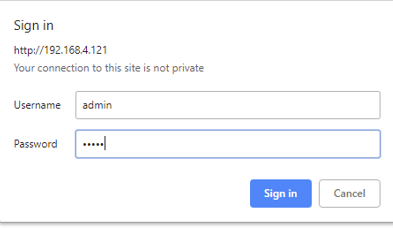 Sign in
http://192.168.4.121
Your connection to this site is not private
Username admin
Password •••••
Sign in Cancel